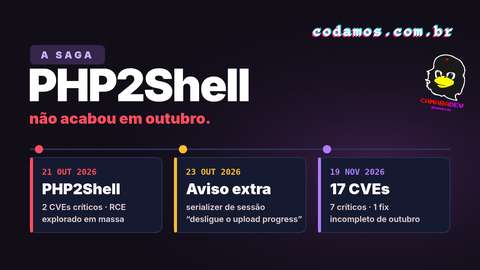 codamos.com.br
A SAGA
PHP2Shell
não acabou em outubro.
CAMARADEV
21 OUT 2026
PHP2Shell
2 CVEs críticos · RCE
explorado em massa
23 OUT 2026
Aviso extra
serializer de sessão
“desligue o upload progress”
19 NOV 2026
17 CVEs
7 críticos · 1 fix
incompleto de outubro